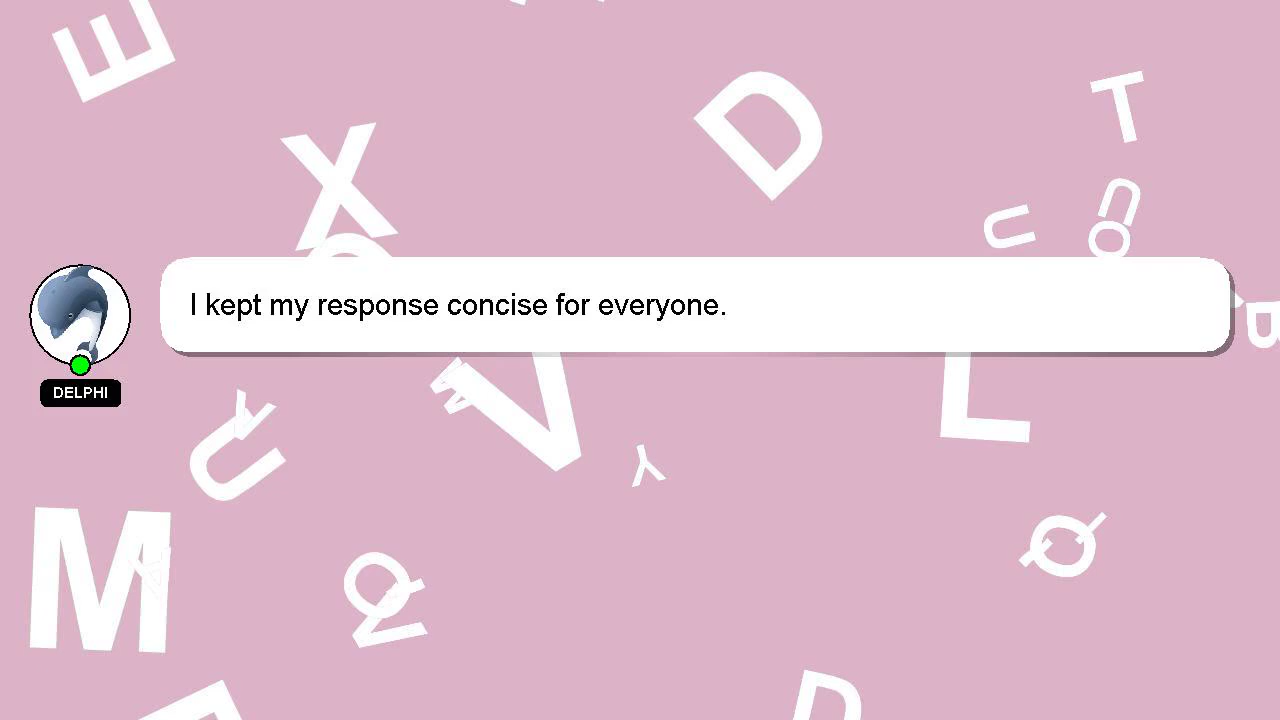 I kept my response concise for everyone.
DELPHI
E
X
D
T
U
U
O
B
V
L
Y
U
Y
M
Q
Q
D